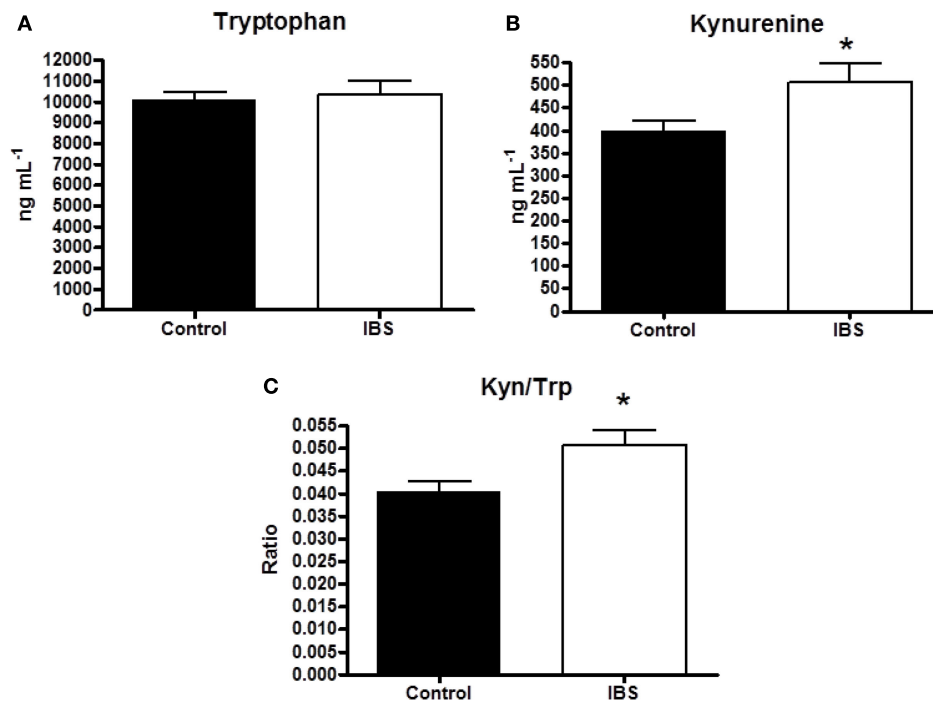 A
Tryptophan
12000
11000
10000
9000
8000
7000
6000
5000
4000
3000
2000
1000
0
ng mL-1
Control
IBS
B
Kynurenine
*
550
500
450
400
350
300
250
200
150
100
50
0
ng mL-1
Control
IBS
C
Kyn/Trp
*
0.055
0.050
0.045
0.040
0.035
0.030
0.025
0.020
0.015
0.010
0.005
0.000
Ratio
Control
IBS